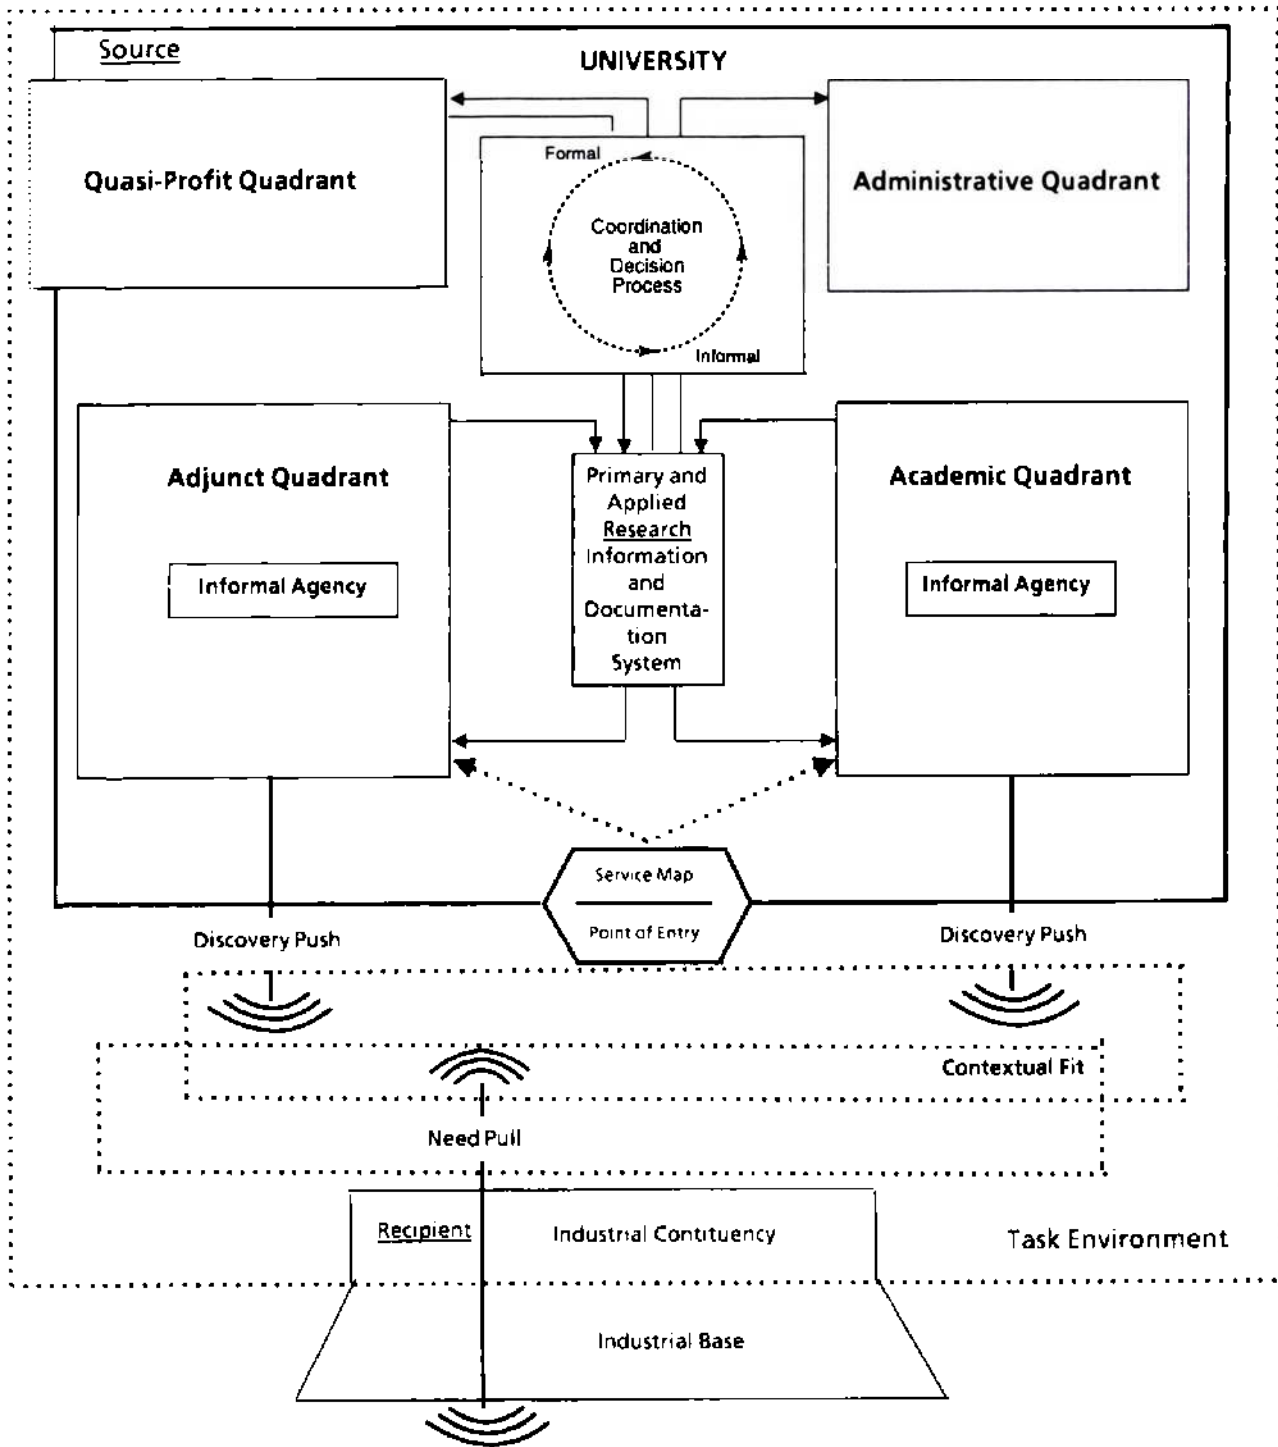 Source
UNIVERSITY
Quasi-Profit Quadrant
Formal
Coordination
and
Decision
Process
Informal
Administrative Quadrant
Adjunct Quadrant
Informal Agency
Primary and
Applied
Research
Information
and
Documenta-
tion
System
Academic Quadrant
Informal Agency
Service Map
Point of Entry
Discovery Push
Discovery Push
Contextual Fit
Need Pull
Recipient
Industrial Contituency
Task Environment
Industrial Base